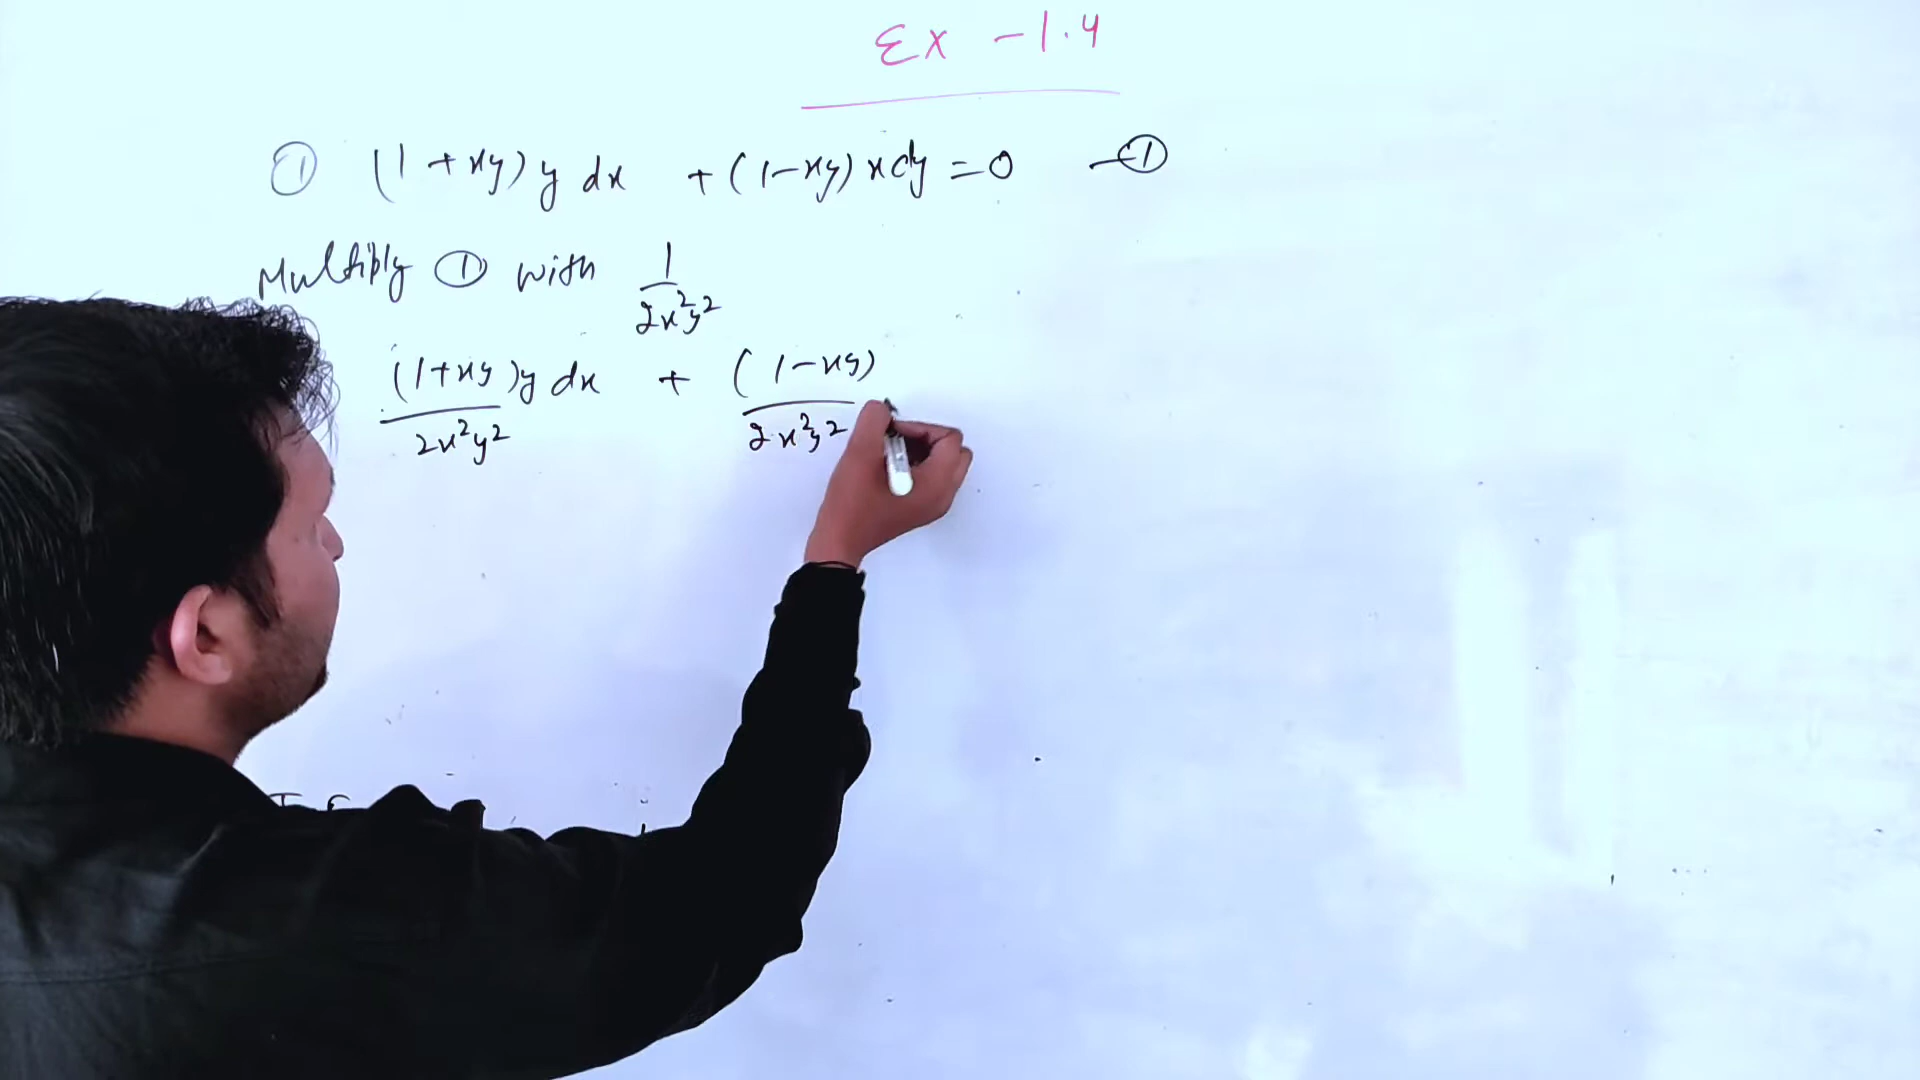 Ex - 1.4
① (1+xy) y dx + (1-xy) x dy = 0 —①
Multiply ① with 1/2x²y²
(1+xy)/2x²y² y dx + (1-xy)/2x²y²